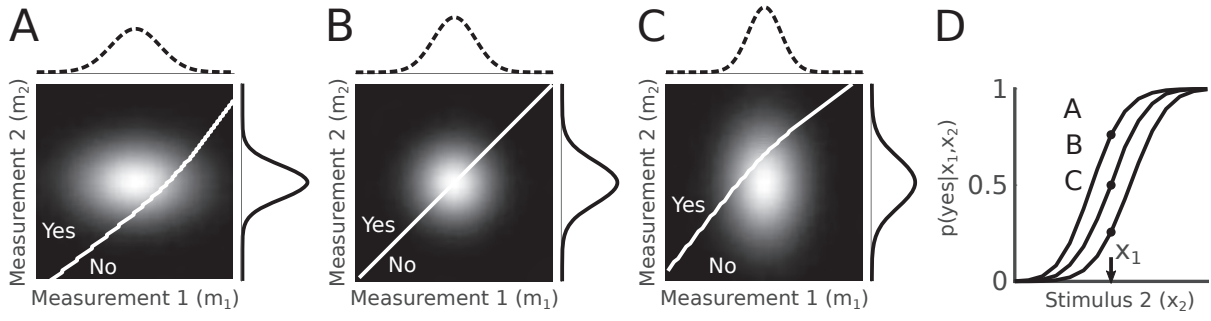 A
Measurement 2 (m2)
Yes
No
Measurement 1 (m1)
B
Measurement 2 (m2)
Yes
No
Measurement 1 (m1)
C
Measurement 2 (m2)
Yes
No
Measurement 1 (m1)
D
p(yes|x1,x2)
1
0.5
0
A
B
C
x1
Stimulus 2 (x2)